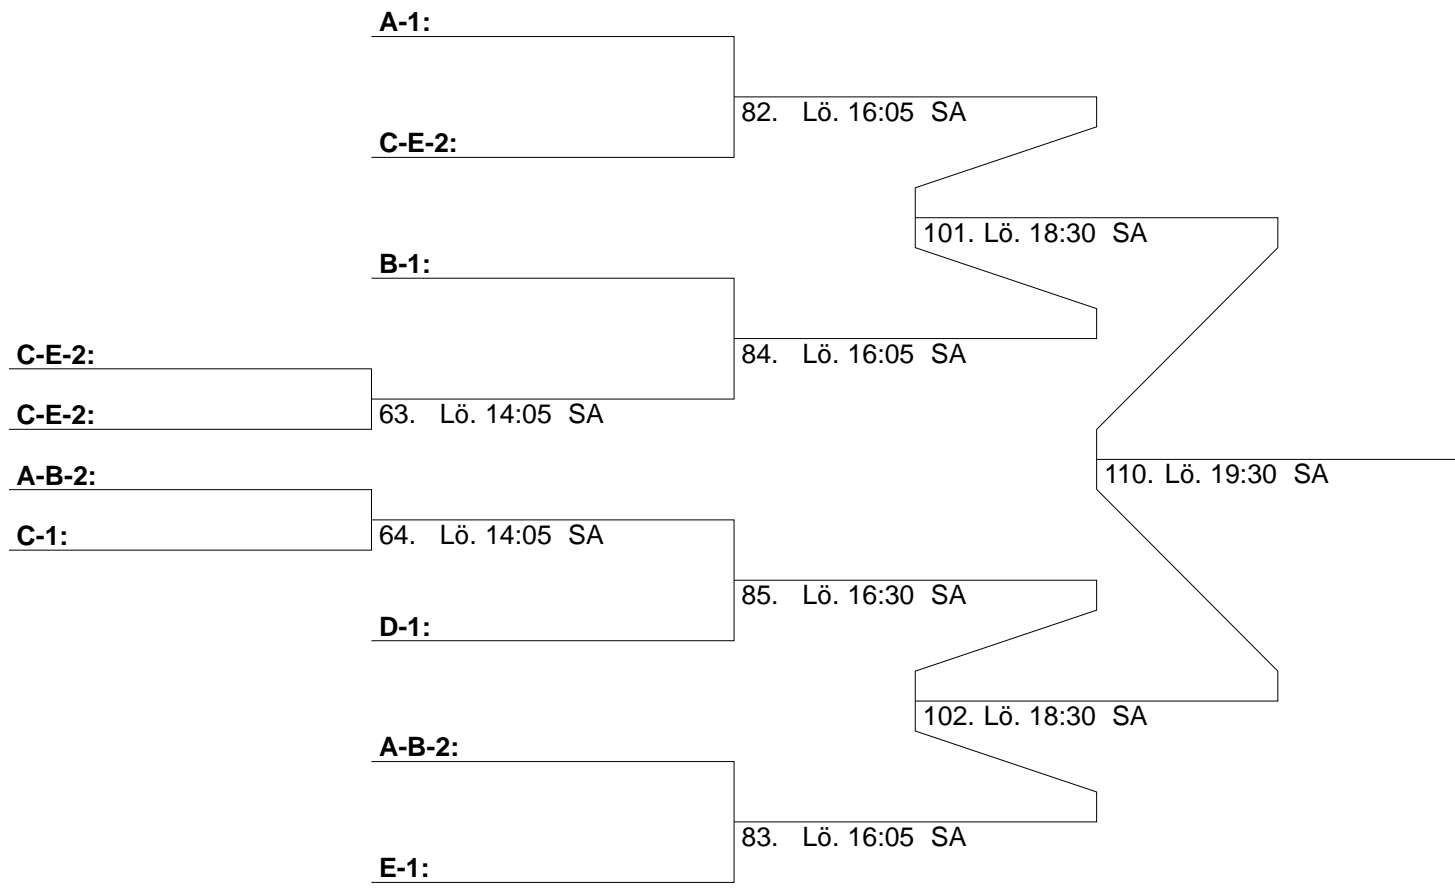 A-1:
82. Lö. 16:05 SA
C-E-2:
101. Lö. 18:30 SA
B-1:
C-E-2:
84. Lö. 16:05 SA
C-E-2:
63. Lö. 14:05 SA
A-B-2:
110. Lö. 19:30 SA
C-1:
64. Lö. 14:05 SA
85. Lö. 16:30 SA
D-1:
102. Lö. 18:30 SA
A-B-2:
83. Lö. 16:05 SA
E-1: